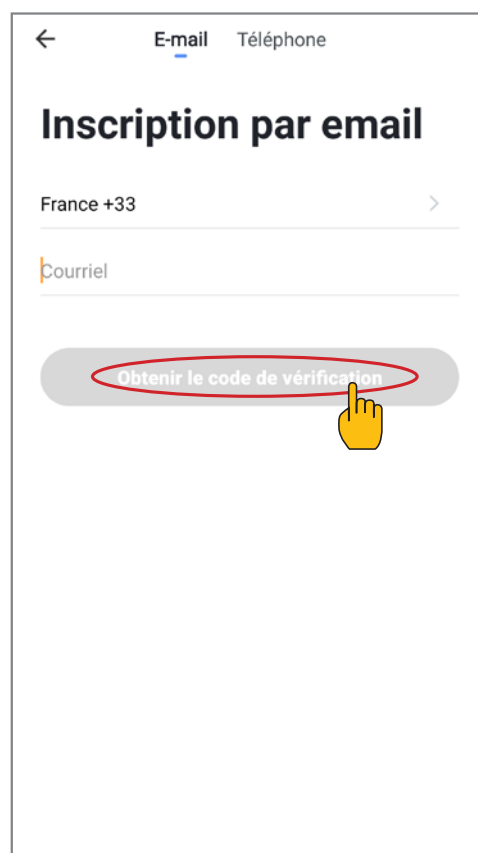 E-mail Téléphone
Inscription par email
France +33
Courriel
Obtenir le code de vérification